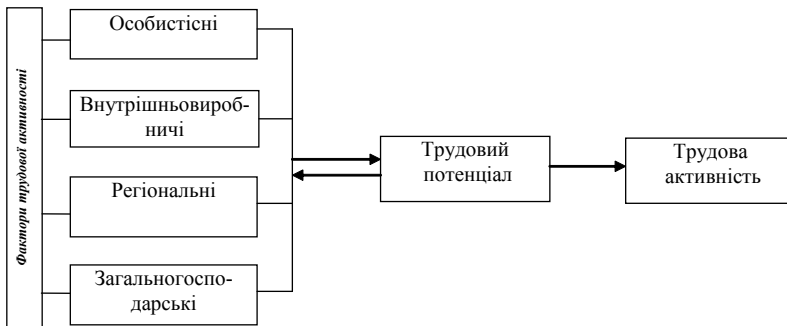 Фактори трудової активності
Особистісні
Внутрішньовироб-
ничі
Регіональні
Загальногоспо-
дарські
Трудовий
потенціал
Трудова
активність